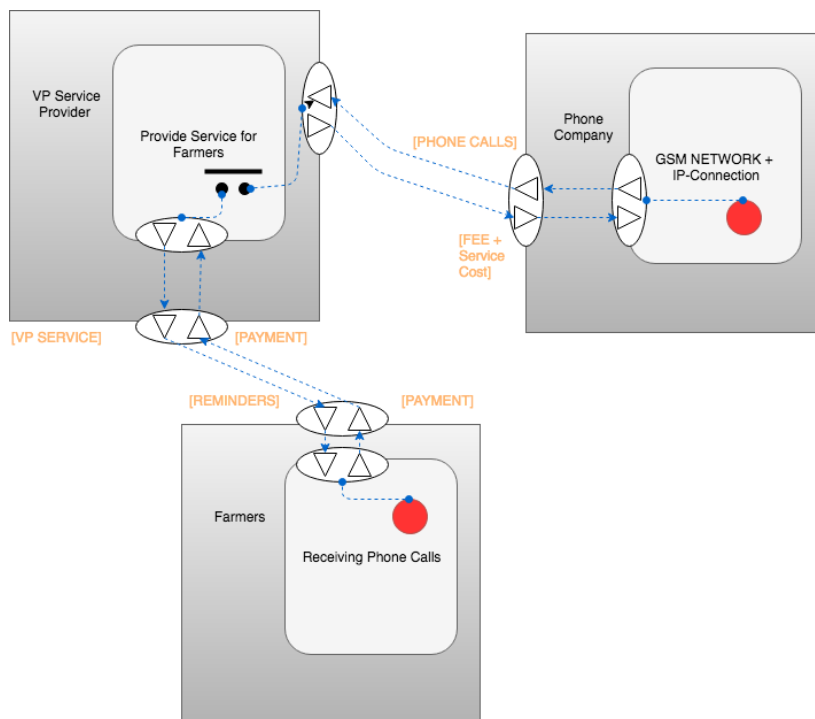 VP Service
Provider
Provide Service for
Farmers
Phone
Company
GSM NETWORK +
IP-Connection
[PHONE CALLS]
[FEE +
Service
Cost]
[VP SERVICE]
[PAYMENT]
[REMINDERS]
[PAYMENT]
Farmers
Receiving Phone Calls